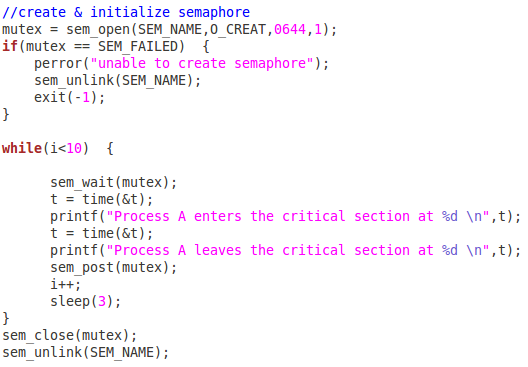 //create & initialize semaphore
mutex = sem_open(SEM_NAME,O_CREAT,0644,1);
if(mutex == SEM_FAILED)  {
    perror("unable to create semaphore");
    sem_unlink(SEM_NAME);
    exit(-1);
}
while(i<10)  {
      sem_wait(mutex);
      t = time(&t);
      printf("Process A enters the critical section at %d \n",t);
      t = time(&t);
      printf("Process A leaves the critical section at %d \n",t);
      sem_post(mutex);
      i++;
      sleep(3);
}
sem_close(mutex);
sem_unlink(SEM_NAME);